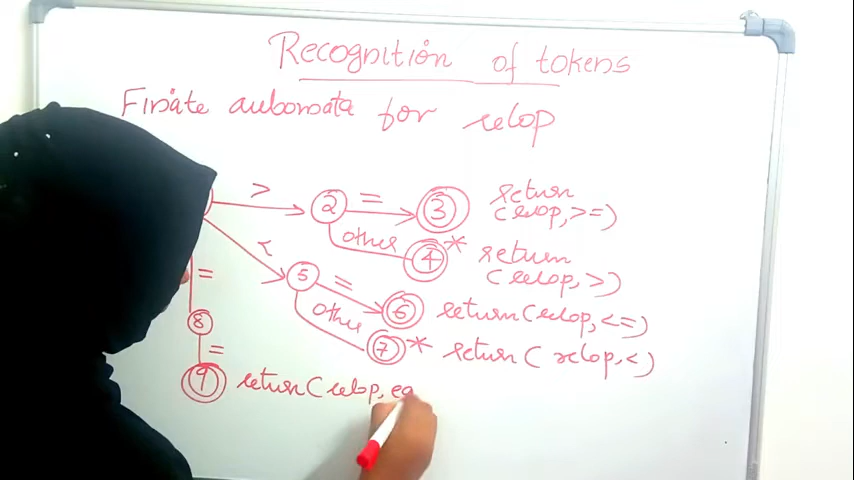 Recognition of tokens
Finate automata for relop
> 2 = 3 return
(relop, >=)
other 4 * return
(relop, >)
< 5 = 6 return (relop, <=)
other 7 * return ( relop, <)
=
8
=
9 return (relop, eq